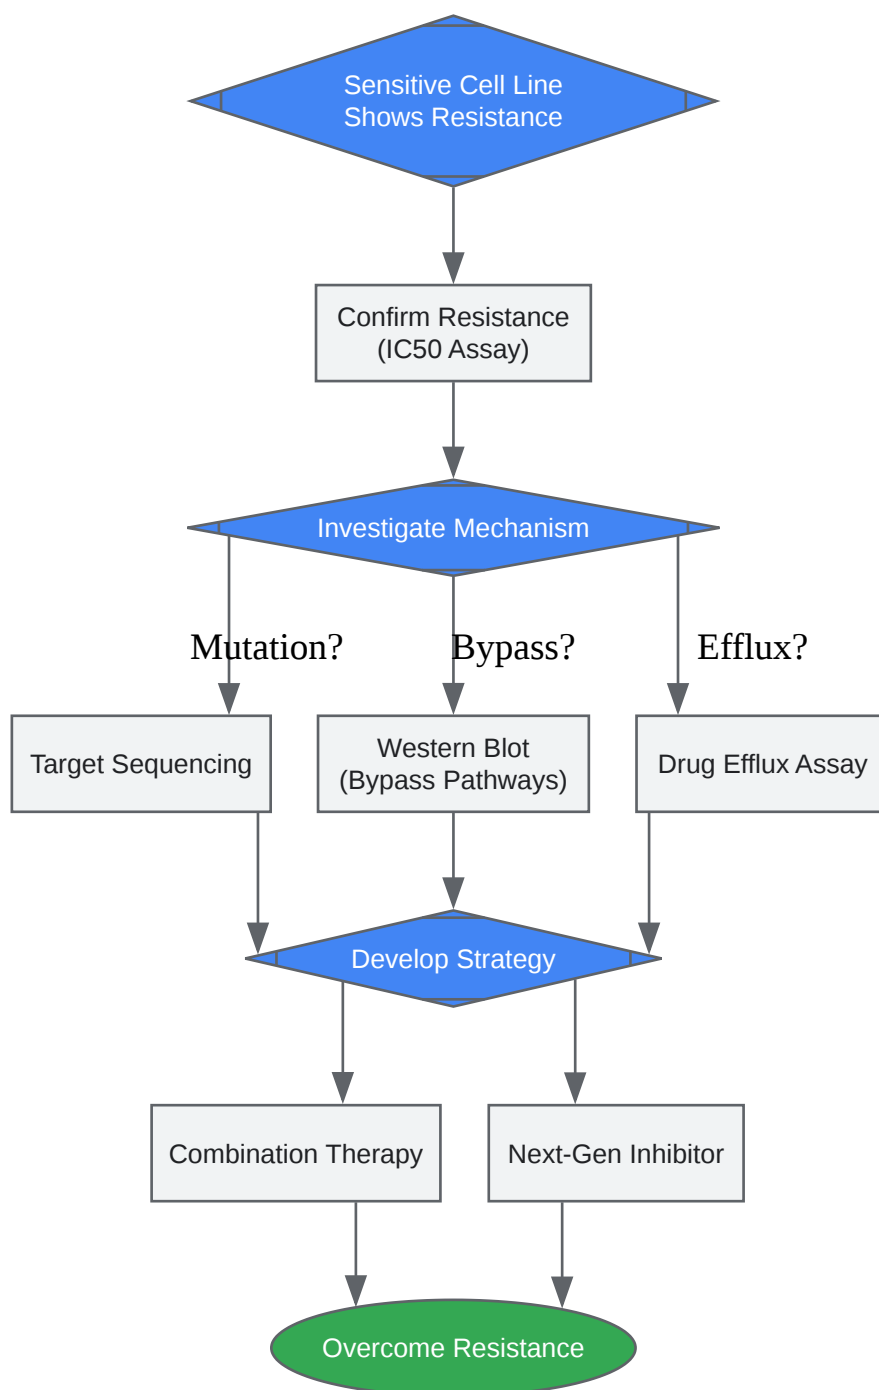 Sensitive Cell Line
Shows Resistance
Confirm Resistance
(IC50 Assay)
Investigate Mechanism
Mutation?
Bypass?
Efflux?
Target Sequencing
Western Blot
(Bypass Pathways)
Drug Efflux Assay
Develop Strategy
Combination Therapy
Next-Gen Inhibitor
Overcome Resistance